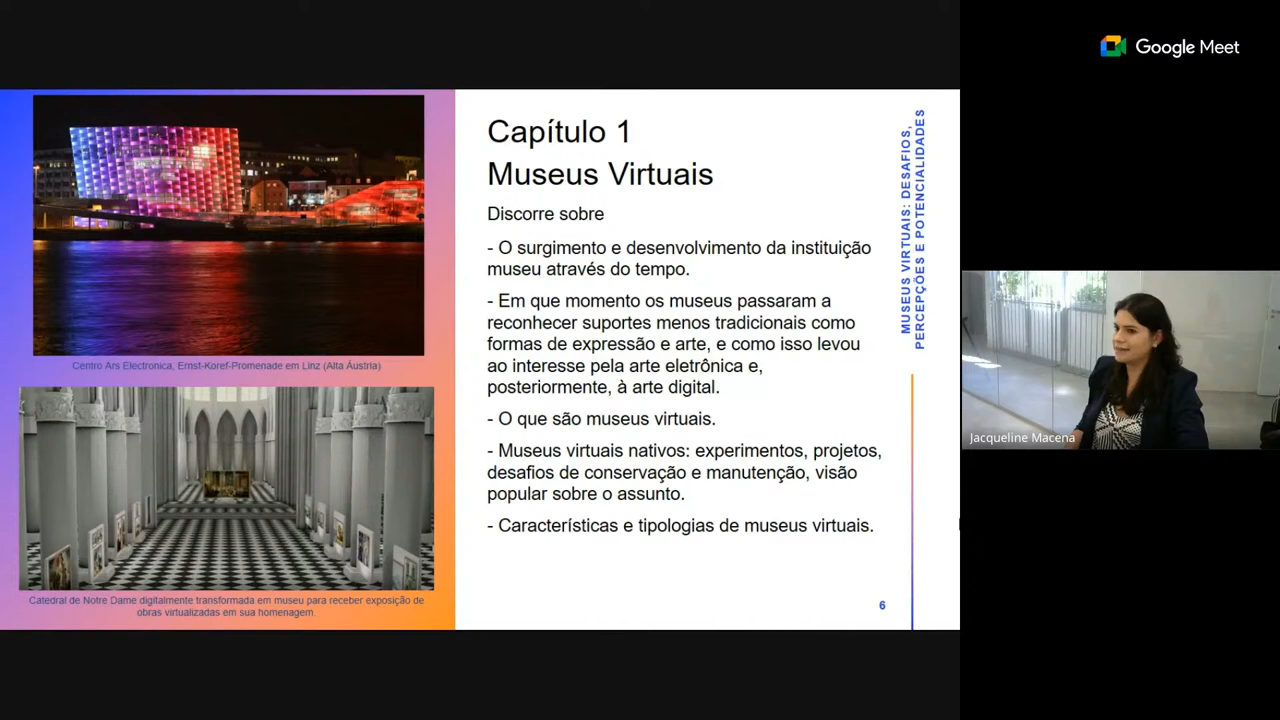 Google Meet
Capítulo 1
Museus Virtuais
Discorre sobre
- O surgimento e desenvolvimento da instituição
museu através do tempo.
- Em que momento os museus passaram a
reconhecer suportes menos tradicionais como
formas de expressão e arte, e como isso levou
ao interesse pela arte eletrônica e,
posteriormente, à arte digital.
- O que são museus virtuais.
- Museus virtuais nativos: experimentos, projetos,
desafios de conservação e manutenção, visão
popular sobre o assunto.
- Características e tipologias de museus virtuais.
6
MUSEUS VIRTUAIS: DESAFIOS,
PERCEPÇÕES E POTENCIALIDADES
Centro Ars Electronica, Ernst-Koref-Promenade em Linz (Alta Áustria)
Catedral de Notre Dame digitalmente transformada em museu para receber exposição de
obras virtualizadas em sua homenagem.
Jacqueline Macena